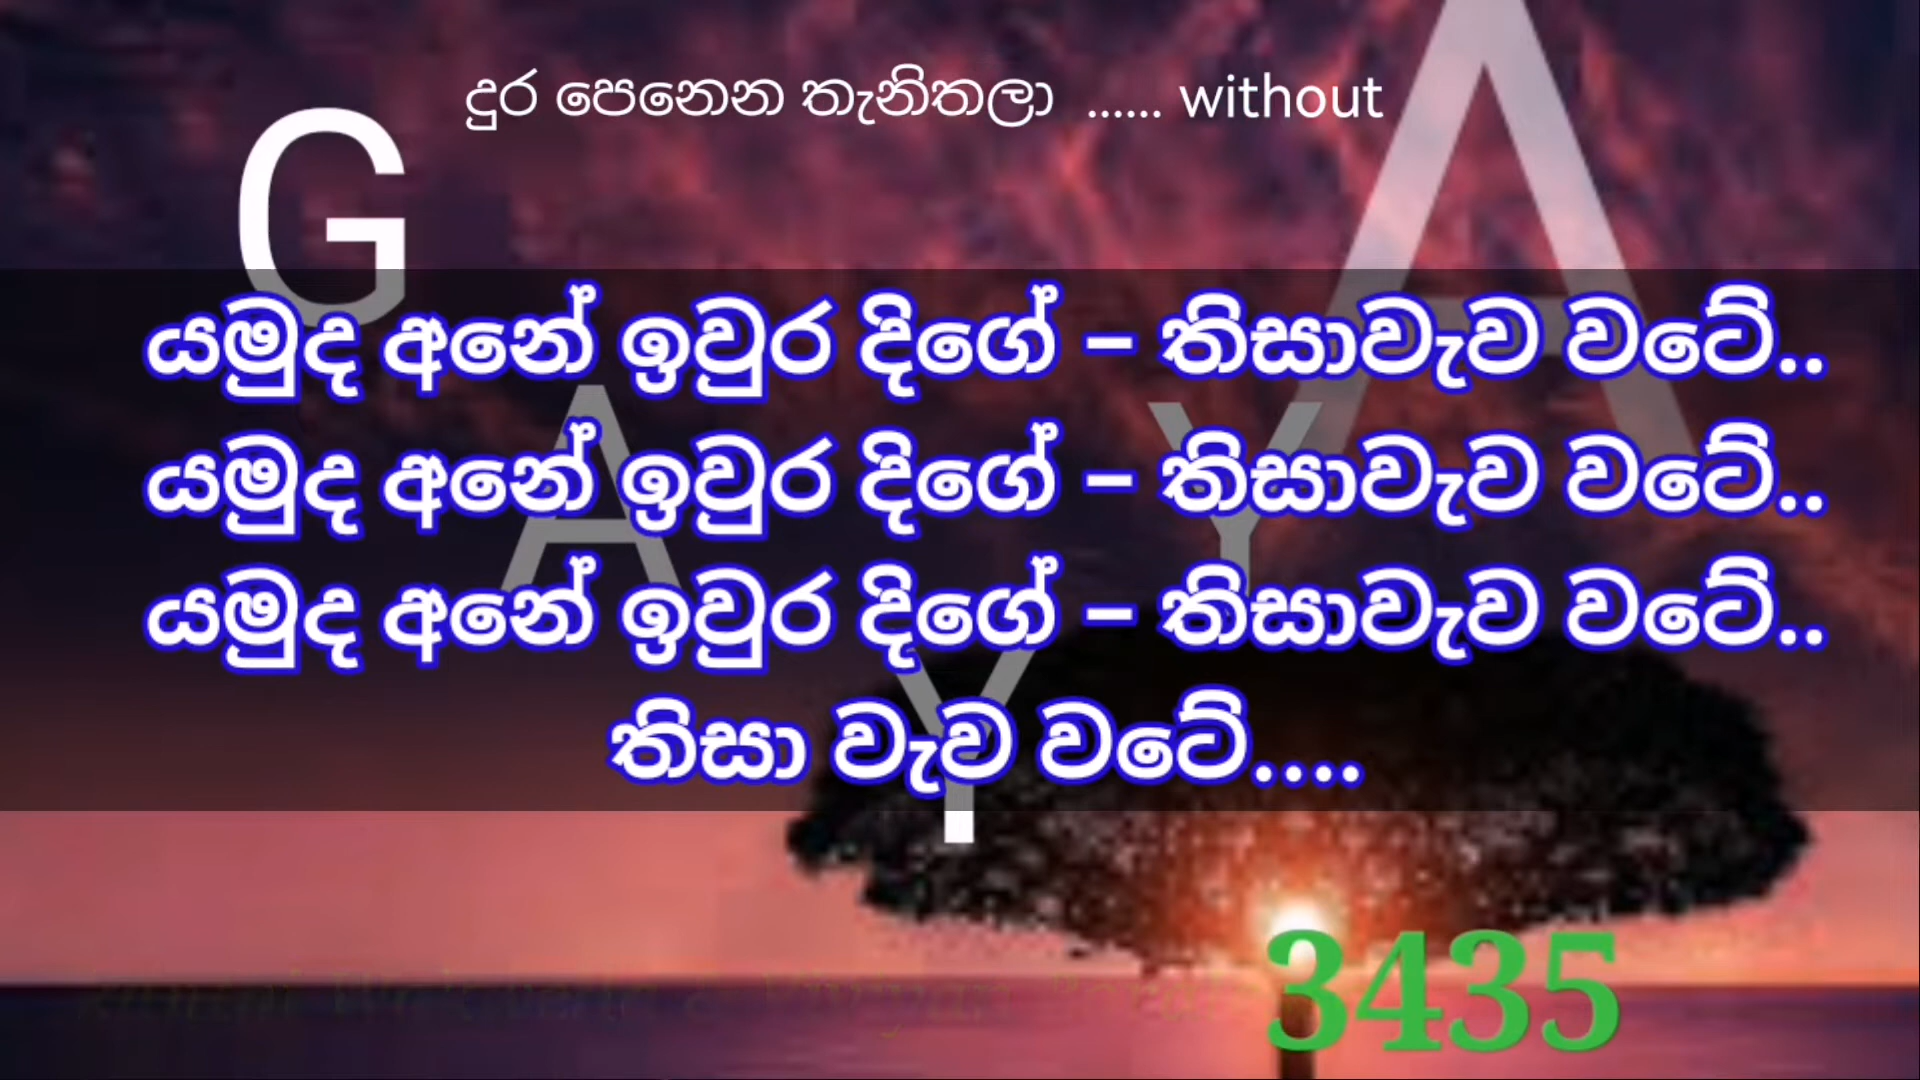 දුර පෙනෙන තැනිතලා ...... without
G A Y Y A
යමුද අනේ ඉවුර දිගේ – තිසාවැව වටේ..
යමුද අනේ ඉවුර දිගේ – තිසාවැව වටේ..
යමුද අනේ ඉවුර දිගේ – තිසාවැව වටේ..
තිසා වැව වටේ....
3435